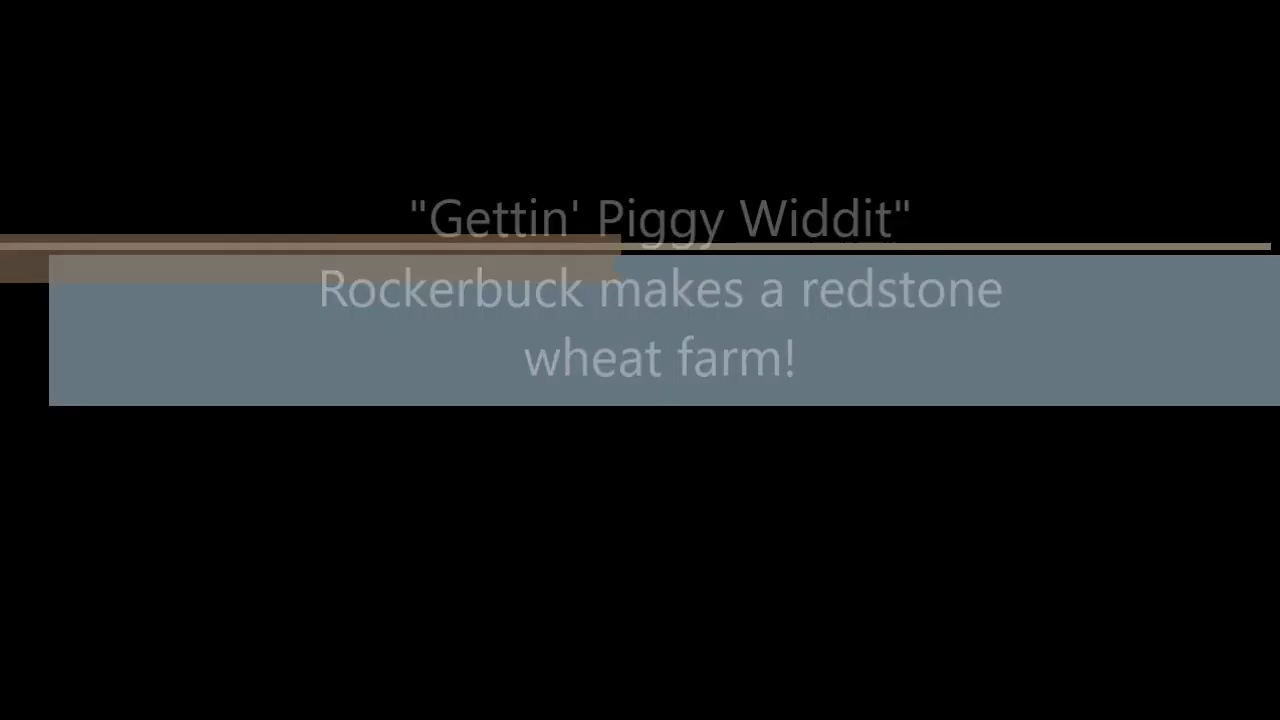 "Gettin' Piggy Widdit"
Rockerbuck makes a redstone
wheat farm!